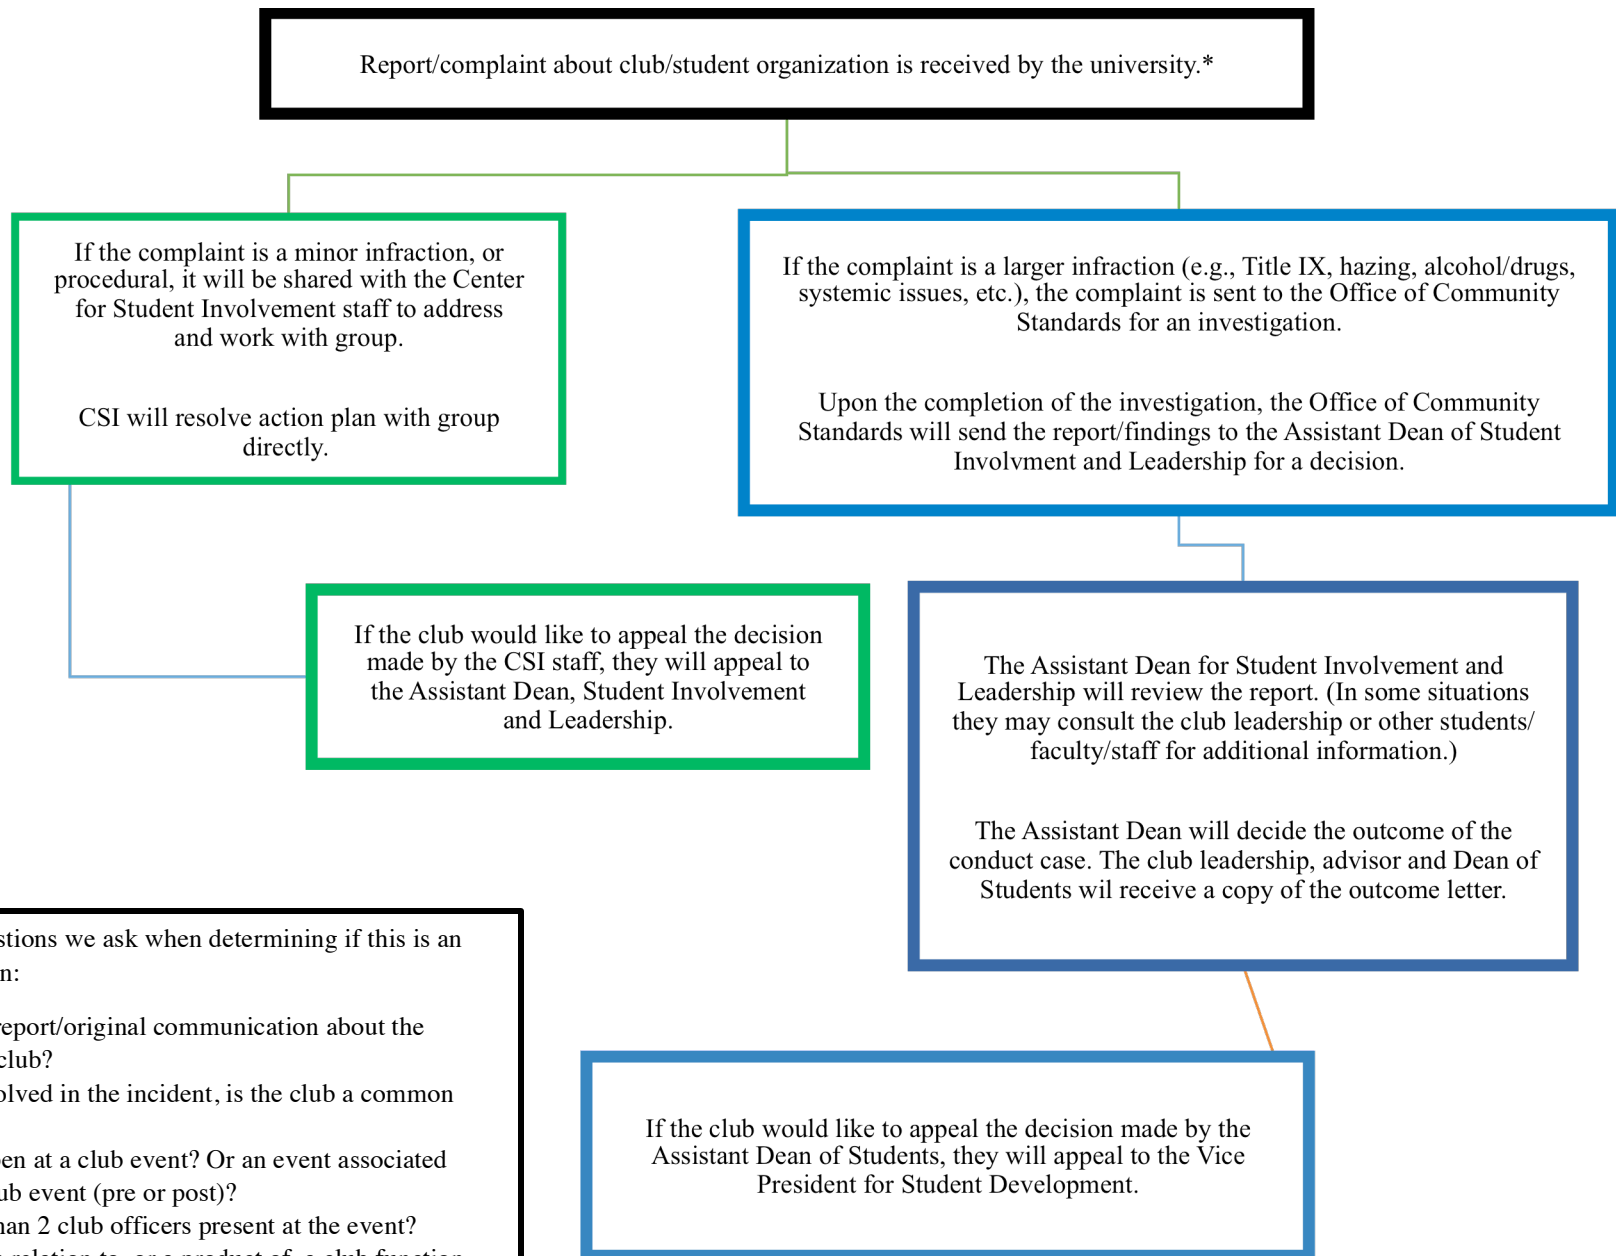 Report/complaint about club/student organization is received by the university.*
If the complaint is a minor infraction, or
procedural, it will be shared with the Center
for Student Involvement staff to address
and work with group.
CSI will resolve action plan with group
directly.
If the complaint is a larger infraction (e.g., Title IX, hazing, alcohol/drugs,
systemic issues, etc.), the complaint is sent to the Office of Community
Standards for an investigation.
Upon the completion of the investigation, the Office of Community
Standards will send the report/findings to the Assistant Dean of Student
Involvment and Leadership for a decision.
If the club would like to appeal the decision
made by the CSI staff, they will appeal to
the Assistant Dean, Student Involvement
and Leadership.
The Assistant Dean for Student Involvement and
Leadership will review the report. (In some situations
they may consult the club leadership or other students/
faculty/staff for additional information.)
The Assistant Dean will decide the outcome of the
conduct case. The club leadership, advisor and Dean of
Students wil receive a copy of the outcome letter.
we ask when determining if this is an
report/original communication about the
club?
in the incident, is the club a common
at a club event? Or an event associated
event (pre or post)?
2 club officers present at the event?
relation to, or a product of, a club function
If the club would like to appeal the decision made by the
Assistant Dean of Students, they will appeal to the Vice
President for Student Development.